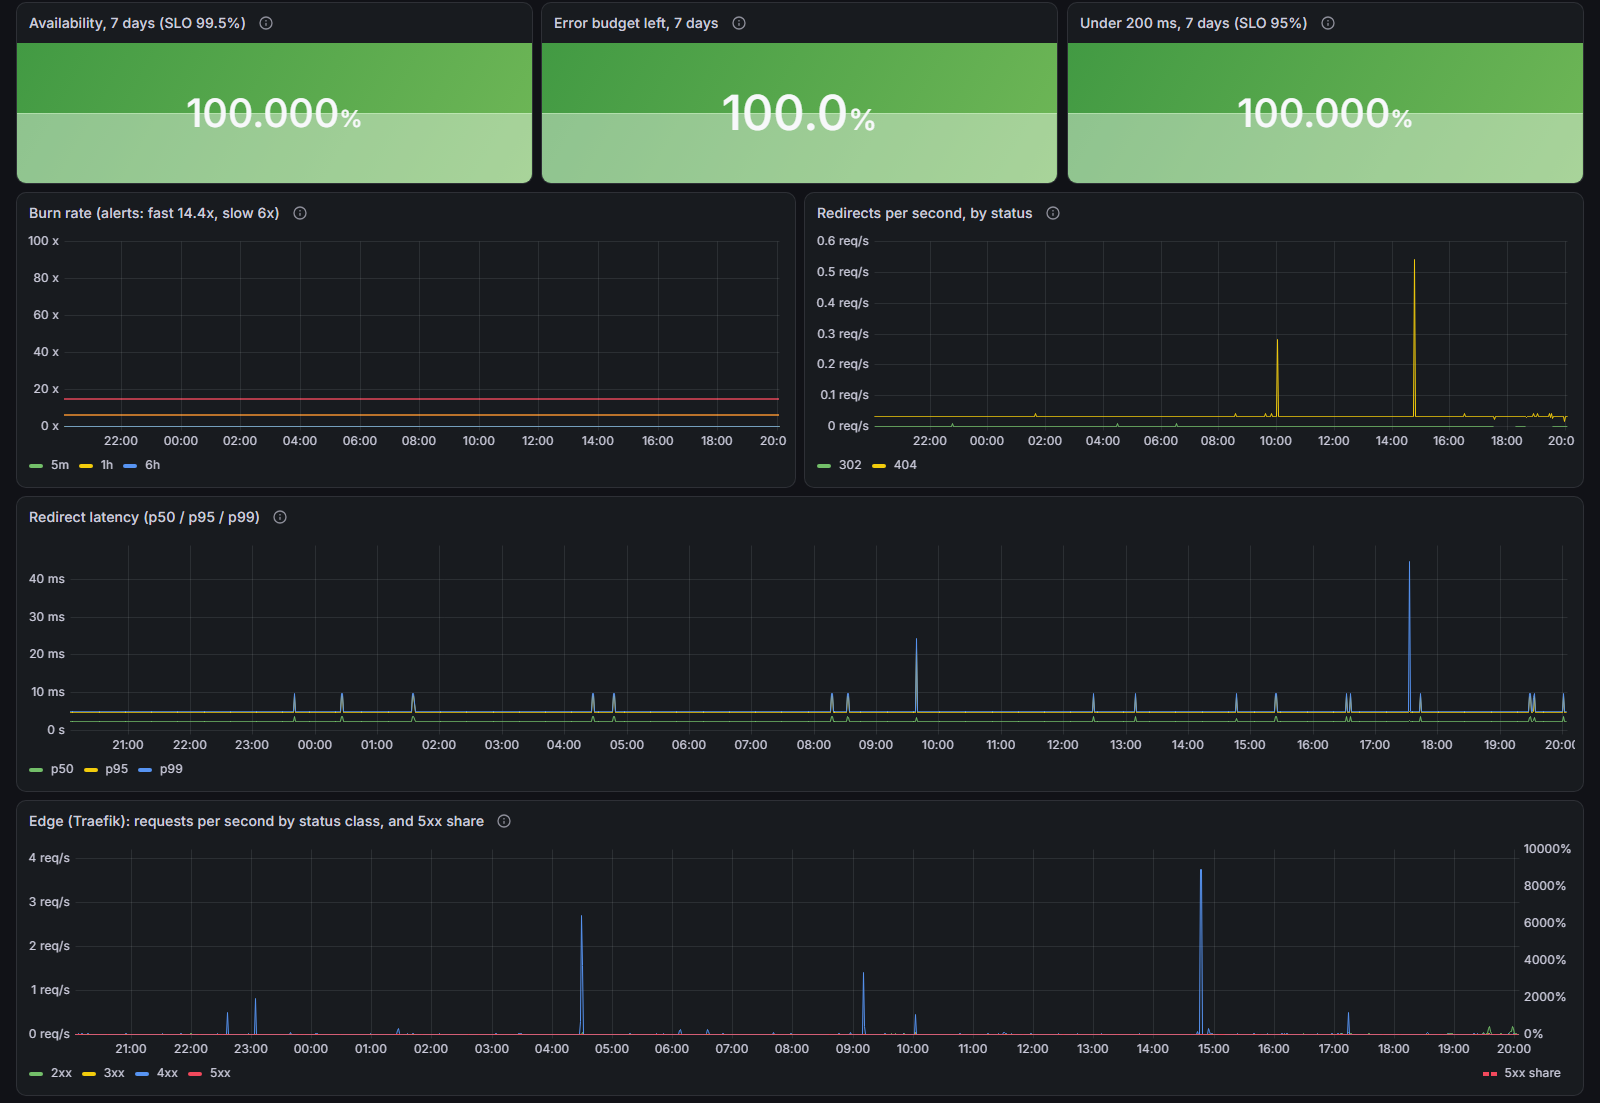 Availability, 7 days (SLO 99.5%)
Error budget left, 7 days
Under 200 ms, 7 days (SLO 95%)
100.000%
100.0%
100.000%
Burn rate (alerts: fast 14.4x, slow 6x)
100 x
80 x
60 x
40 x
20 x
0 x
22:00 00:00 02:00 04:00 06:00 08:00 10:00 12:00 14:00 16:00 18:00 20:0
5m 1h 6h
Redirects per second, by status
0.6 req/s
0.5 req/s
0.4 req/s
0.3 req/s
0.2 req/s
0.1 req/s
0 req/s
22:00 00:00 02:00 04:00 06:00 08:00 10:00 12:00 14:00 16:00 18:00 20:0
302 404
Redirect latency (p50 / p95 / p99)
40 ms
30 ms
20 ms
10 ms
0 s
21:00 22:00 23:00 00:00 01:00 02:00 03:00 04:00 05:00 06:00 07:00 08:00 09:00 10:00 11:00 12:00 13:00 14:00 15:00 16:00 17:00 18:00 19:00 20:00
p50 p95 p99
Edge (Traefik): requests per second by status class, and 5xx share
4 req/s
3 req/s
2 req/s
1 req/s
0 req/s
10000%
8000%
6000%
4000%
2000%
0%
21:00 22:00 23:00 00:00 01:00 02:00 03:00 04:00 05:00 06:00 07:00 08:00 09:00 10:00 11:00 12:00 13:00 14:00 15:00 16:00 17:00 18:00 19:00 20:00
2xx 3xx 4xx 5xx
5xx share